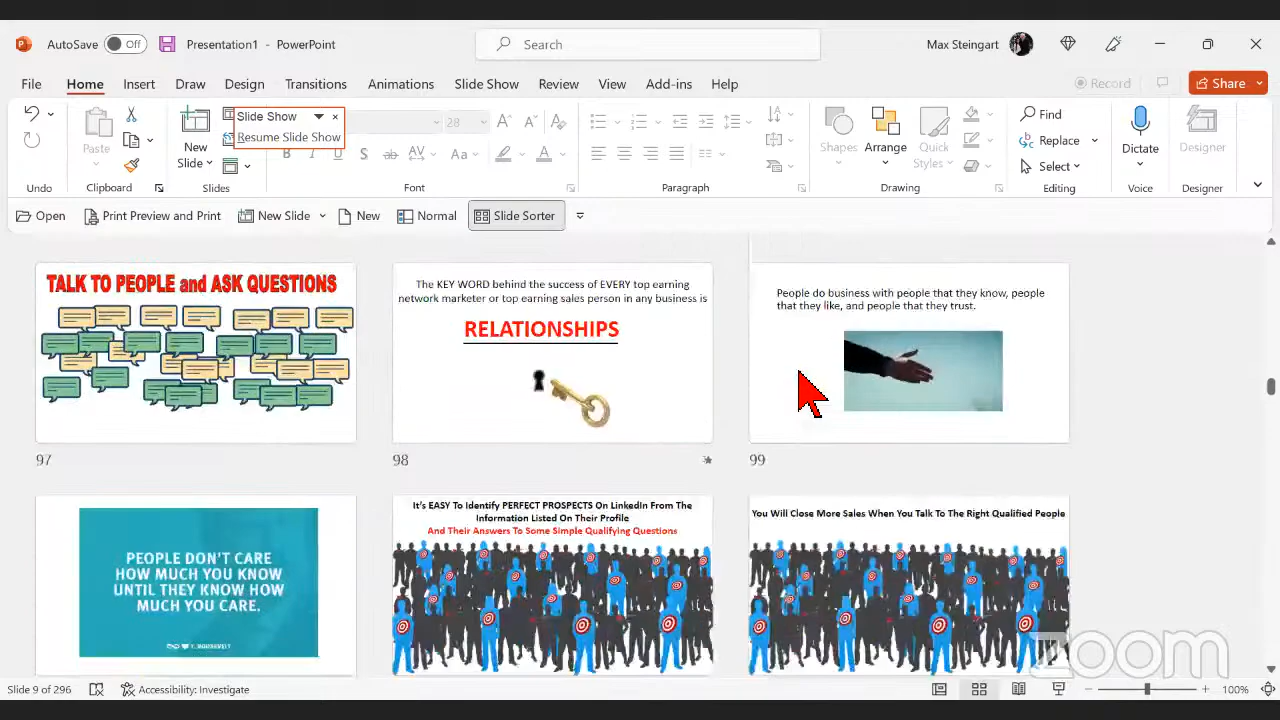 AutoSave Off Presentation1 - PowerPoint Search Max Steingart
File Home Insert Draw Design Transitions Animations Slide Show Review View Add-ins Help Record Share
Slide Show
Resume Slide Show
Paste New Slide 28 Aa Shapes Arrange Quick Styles Find Replace Select Dictate Designer
Undo Clipboard Slides Font Paragraph Drawing Editing Voice Designer
Open Print Preview and Print New Slide New Normal Slide Sorter
TALK TO PEOPLE and ASK QUESTIONS
97
The KEY WORD behind the success of EVERY top earning
network marketer or top earning sales person in any business is
RELATIONSHIPS
98
People do business with people that they know, people
that they like, and people that they trust.
99
PEOPLE DON'T CARE
HOW MUCH YOU KNOW
UNTIL THEY KNOW HOW
MUCH YOU CARE.
It's EASY To Identify PERFECT PROSPECTS On LinkedIn From The
Information Listed On Their Profile
And Their Answers To Some Simple Qualifying Questions
You Will Close More Sales When You Talk To The Right Qualified People
zoom
Slide 9 of 296 Accessibility: Investigate 100%